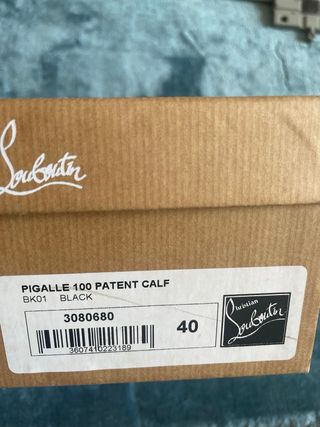 Louboutin
PIGALLE 100 PATENT CALF
BK01 BLACK
3080680
40
3607410223189
Christian
Louboutin